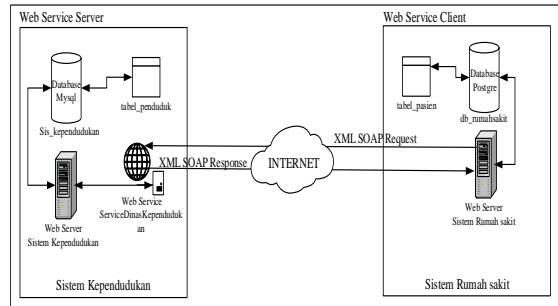 Web Service Server
Database
Mysql
Sis_kependudukan
tabel_penduduk
XML SOAP Response
Web Service
ServiceDinasKependuduk
an
Web Server
Sistem Kependudukan
Sistem Kependudukan
INTERNET
XML SOAP Request
Web Service Client
tabel_pasien
Database
Postgre
db_rumahsakit
Web Server
Sistem Rumah sakit
Sistem Rumah sakit